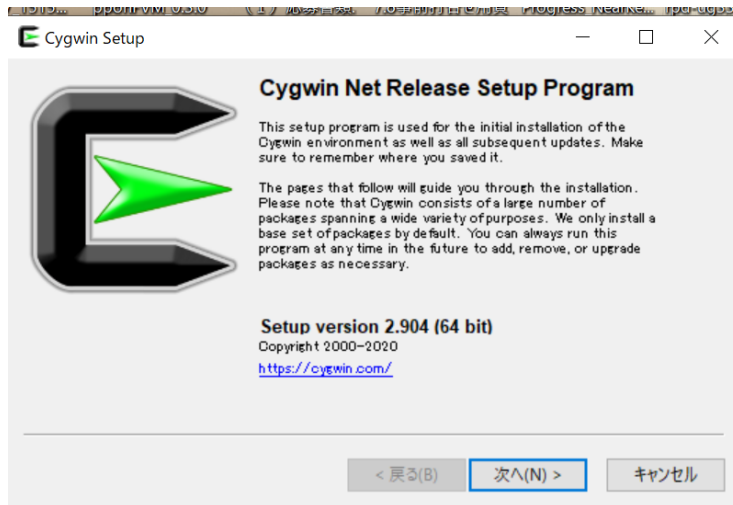 ppohFVM 0.3.0
Cygwin Setup
Cygwin Net Release Setup Program
This setup program is used for the initial installation of the
Cygwin environment as well as all subsequent updates. Make
sure to remember where you saved it.
The pages that follow will guide you through the installation.
Please note that Cygwin consists of a large number of
packages spanning a wide variety of purposes. We only install a
base set of packages by default. You can always run this
program at any time in the future to add, remove, or upgrade
packages as necessary.
Setup version 2.904 (64 bit)
Copyright 2000-2020
https://cygwin.com/
< 戻る(B)
次へ(N) >
キャンセル